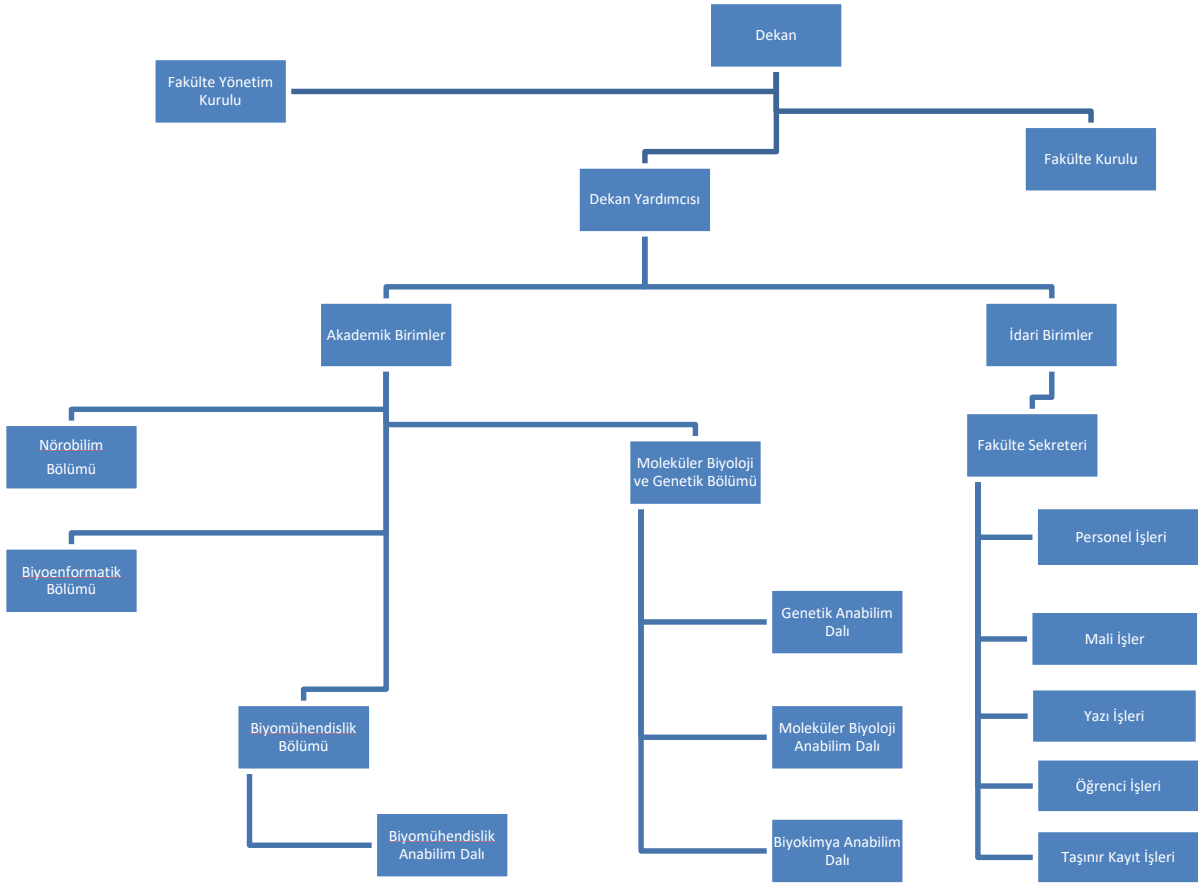 Dekan
Fakülte Yönetim
Kurulu
Fakülte Kurulu
Dekan Yardımcısı
Akademik Birimler
İdari Birimler
Nörobilim
Bölümü
Moleküler Biyoloji
ve Genetik Bölümü
Fakülte Sekreteri
Biyoenformatik
Bölümü
Biyomühendislik
Bölümü
Biyomühendislik
Anabilim Dalı
Genetik Anabilim
Dalı
Moleküler Biyoloji
Anabilim Dalı
Biyokimya Anabilim
Dalı
Personel İşleri
Mali İşler
Yazı İşleri
Öğrenci İşleri
Taşınır Kayıt İşleri